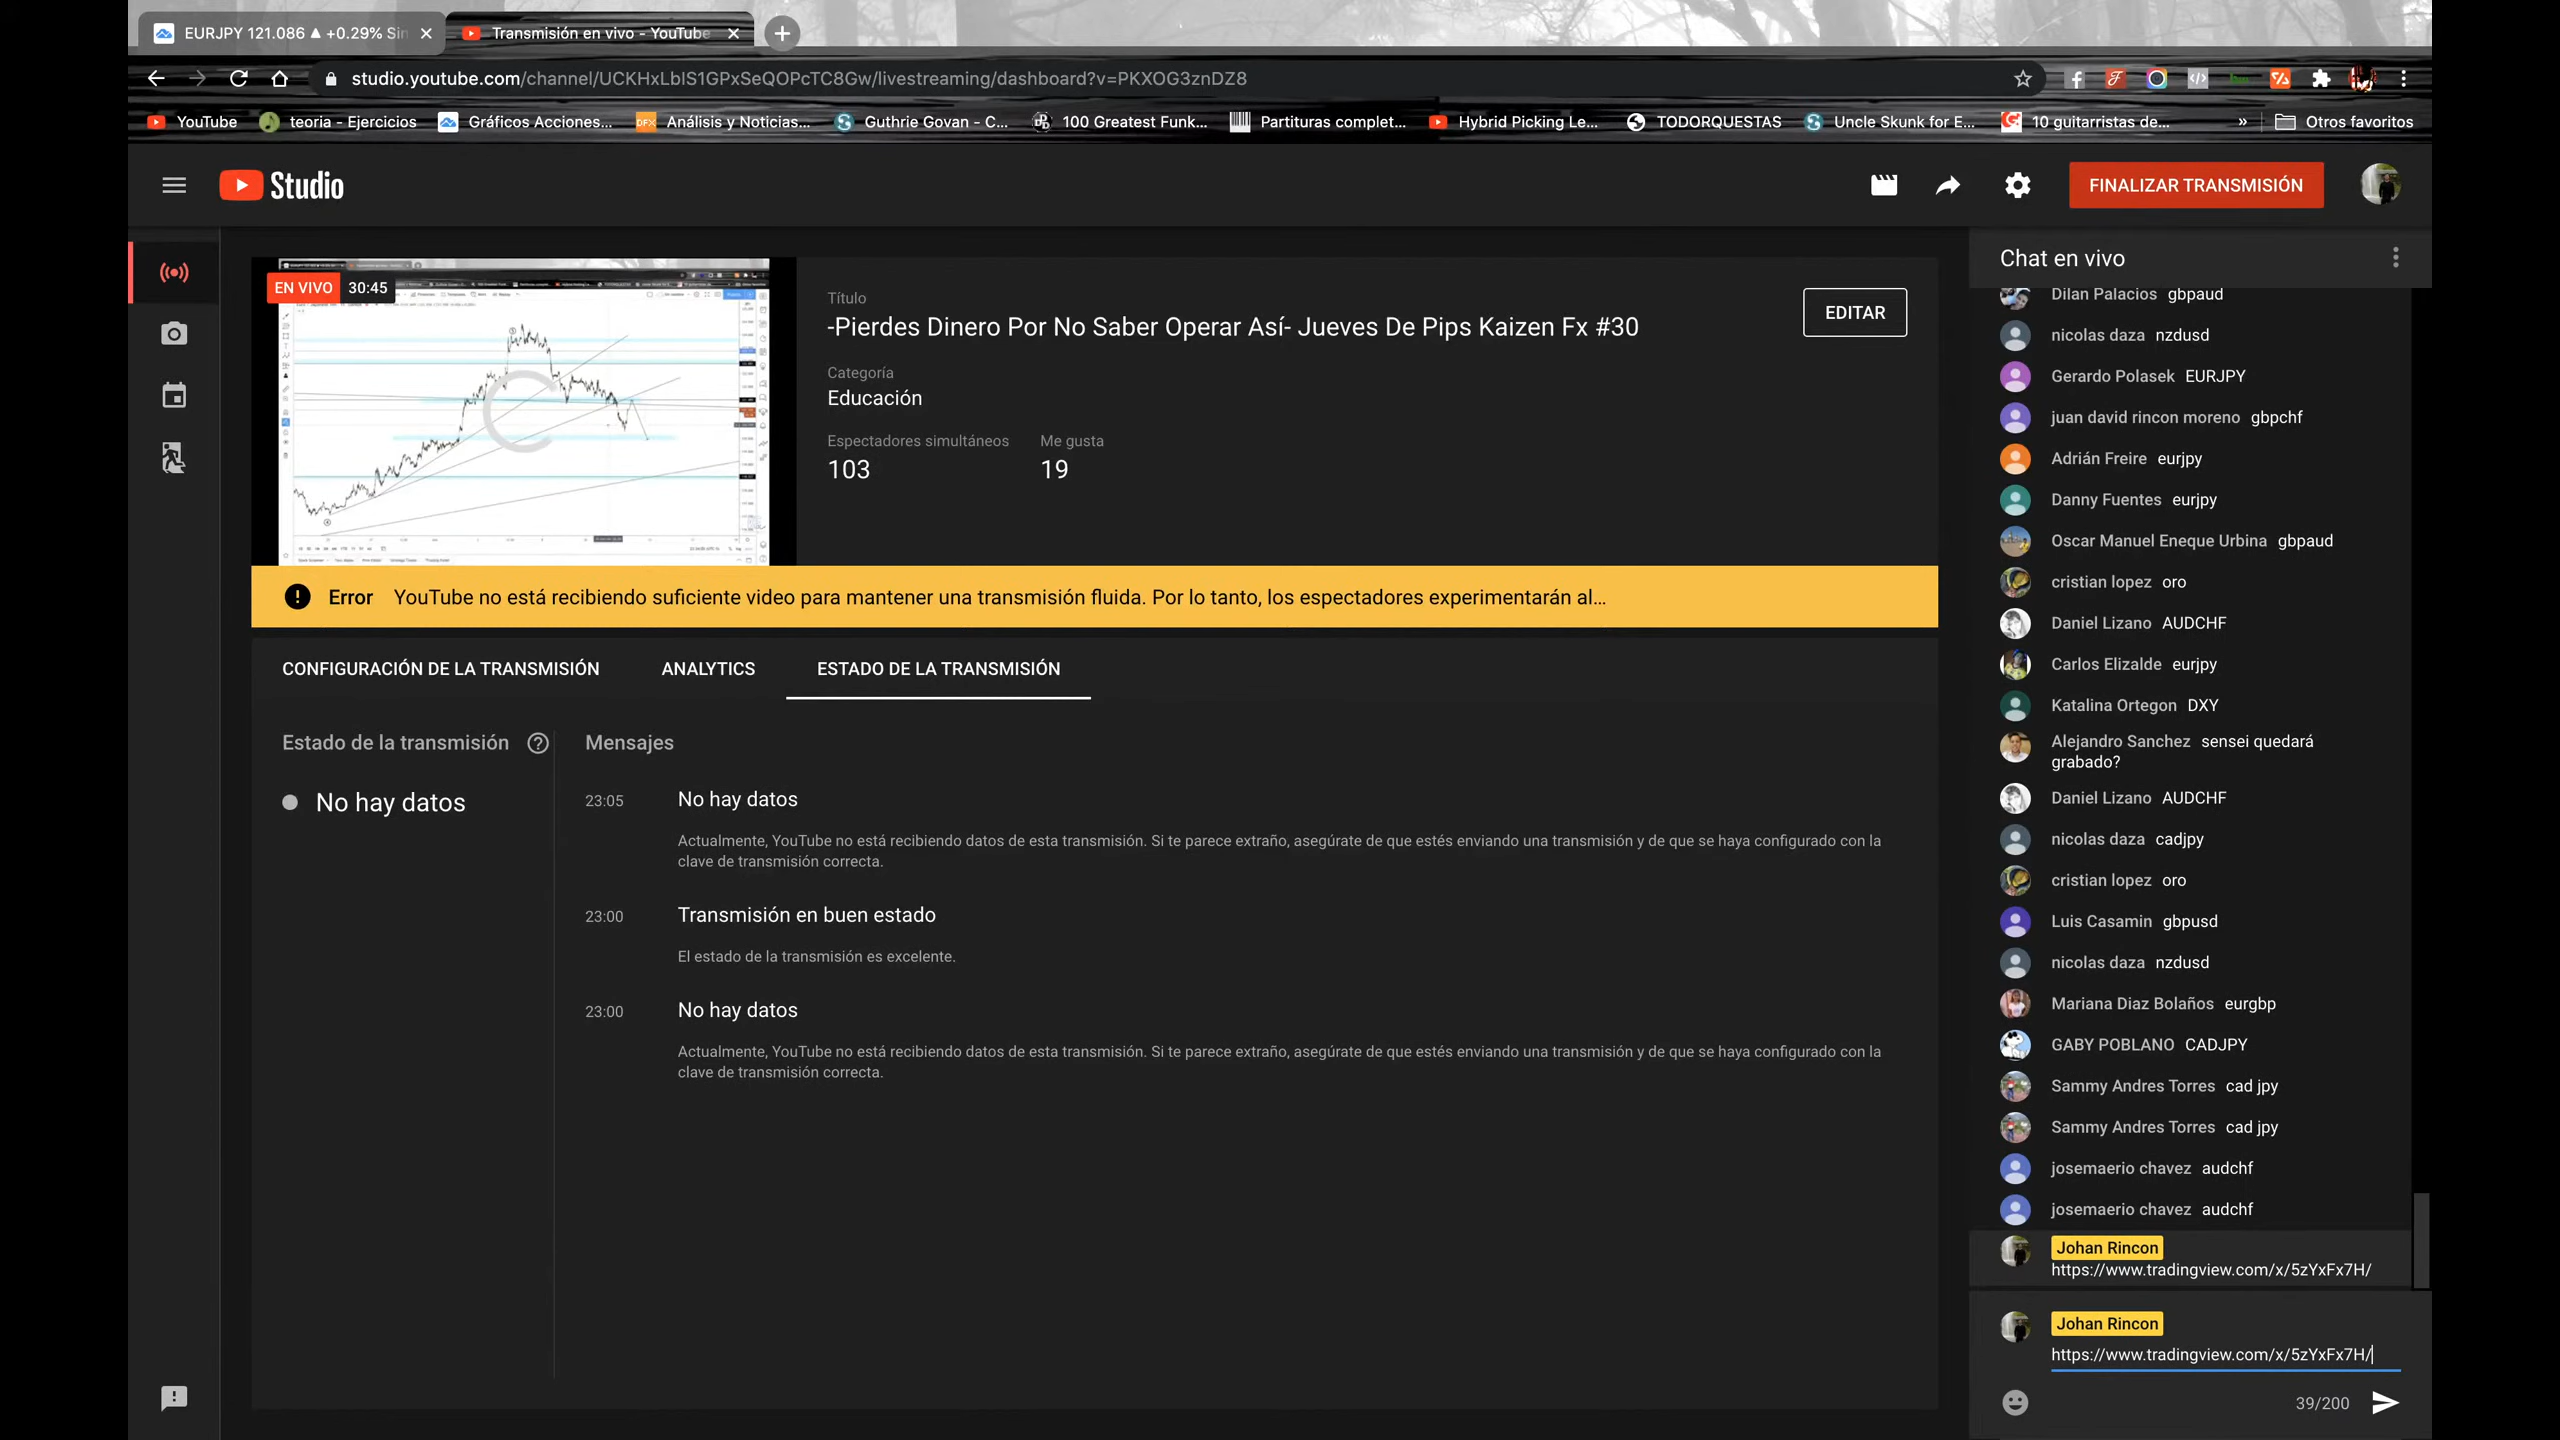 EURJPY 121.086 ▲ +0.29% Sin
Transmisión en vivo - YouTube
studio.youtube.com/channel/UCKHxLbIS1GPxSeQOPcTC8Gw/livestreaming/dashboard?v=PKXOG3znDZ8
YouTube
teoria - Ejercicios
Gráficos Acciones...
Análisis y Noticias...
Guthrie Govan - C...
100 Greatest Funk...
Partituras complet...
Hybrid Picking Le...
TODORQUESTAS
Uncle Skunk for E...
10 guitarristas de...
»
Otros favoritos
Studio
FINALIZAR TRANSMISIÓN
EN VIVO 30:45
Título
-Pierdes Dinero Por No Saber Operar Así- Jueves De Pips Kaizen Fx #30
EDITAR
Categoría
Educación
Espectadores simultáneos Me gusta
103 19
Error YouTube no está recibiendo suficiente video para mantener una transmisión fluida. Por lo tanto, los espectadores experimentarán al...
CONFIGURACIÓN DE LA TRANSMISIÓN ANALYTICS ESTADO DE LA TRANSMISIÓN
Estado de la transmisión
No hay datos
Mensajes
23:05 No hay datos
Actualmente, YouTube no está recibiendo datos de esta transmisión. Si te parece extraño, asegúrate de que estés enviando una transmisión y de que se haya configurado con la
clave de transmisión correcta.
23:00 Transmisión en buen estado
El estado de la transmisión es excelente.
23:00 No hay datos
Actualmente, YouTube no está recibiendo datos de esta transmisión. Si te parece extraño, asegúrate de que estés enviando una transmisión y de que se haya configurado con la
clave de transmisión correcta.
Chat en vivo
Dilan Palacios gbpaud
nicolas daza nzdusd
Gerardo Polasek EURJPY
juan david rincon moreno gbpchf
Adrián Freire eurjpy
Danny Fuentes eurjpy
Oscar Manuel Eneque Urbina gbpaud
cristian lopez oro
Daniel Lizano AUDCHF
Carlos Elizalde eurjpy
Katalina Ortegon DXY
Alejandro Sanchez sensei quedará
grabado?
Daniel Lizano AUDCHF
nicolas daza cadjpy
cristian lopez oro
Luis Casamin gbpusd
nicolas daza nzdusd
Mariana Diaz Bolaños eurgbp
GABY POBLANO CADJPY
Sammy Andres Torres cad jpy
Sammy Andres Torres cad jpy
josemaerio chavez audchf
josemaerio chavez audchf
Johan Rincon
https://www.tradingview.com/x/5zYxFx7H/
Johan Rincon
https://www.tradingview.com/x/5zYxFx7H/
39/200